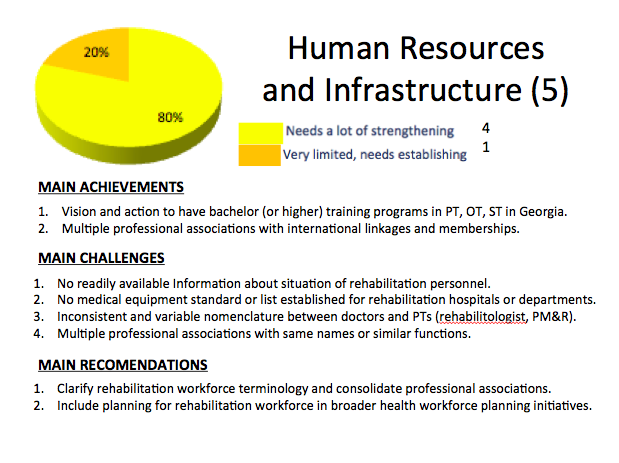 20%
80%
Human Resources
and Infrastructure (5)
Needs a lot of strengthening 4
Very limited, needs establishing 1
MAIN ACHIEVEMENTS
1. Vision and action to have bachelor (or higher) training programs in PT, OT, ST in Georgia.
2. Multiple professional associations with international linkages and memberships.
MAIN CHALLENGES
1. No readily available Information about situation of rehabilitation personnel.
2. No medical equipment standard or list established for rehabilitation hospitals or departments.
3. Inconsistent and variable nomenclature between doctors and PTs (rehabilitologist, PM&R).
4. Multiple professional associations with same names or similar functions.
MAIN RECOMENDATIONS
1. Clarify rehabilitation workforce terminology and consolidate professional associations.
2. Include planning for rehabilitation workforce in broader health workforce planning initiatives.